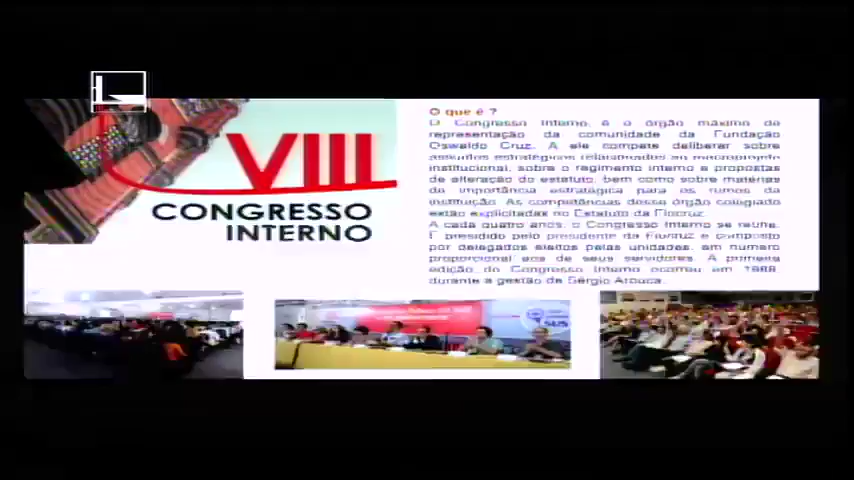 VIII
CONGRESSO
INTERNO
O que é ?
O Congresso Interno, é o órgão máximo de
representação da comunidade da Fundação
Oswaldo Cruz. A ele compete deliberar sobre
assuntos estratégicos relacionados ao macroprojeto
institucional, sobre o regimento interno e propostas
de alteração do estatuto, bem como sobre matérias
de importância estratégica para os rumos da
instituição. As competências desse órgão colegiado
estão explicitadas no Estatuto da Fiocruz.
A cada quatro anos, o Congresso Interno se reúne.
É presidido pelo presidente da Fiocruz e composto
por delegados eleitos pelas unidades, em número
proporcional aos de seus servidores. A primeira
edição do Congresso Interno ocorreu em 1988,
durante a gestão de Sérgio Arouca.
SUS